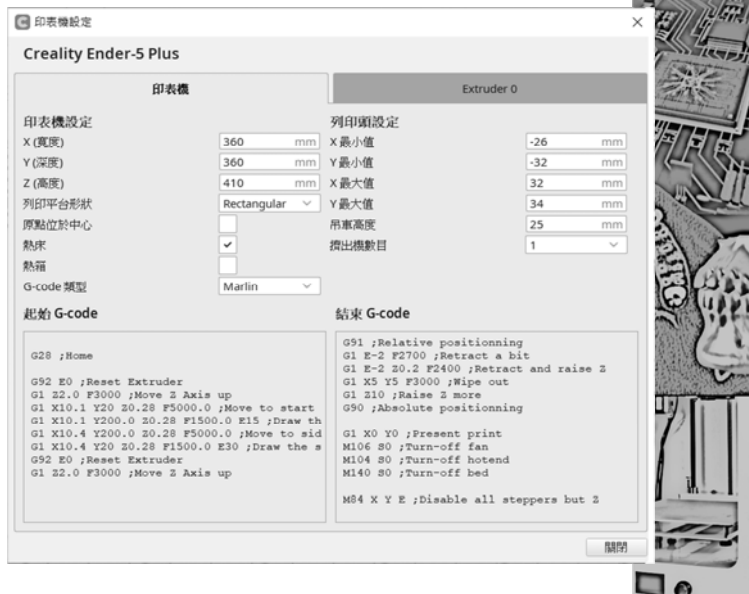 印表機設定
Creality Ender-5 Plus
印表機
Extruder 0
印表機設定
X (寬度) 360 mm
Y (深度) 360 mm
Z (高度) 410 mm
列印平台形狀 Rectangular
原點位於中心
熱床
熱箱
G-code 類型 Marlin
列印頭設定
X 最小值 -26 mm
Y 最小值 -32 mm
X 最大值 32 mm
Y 最大值 34 mm
吊車高度 25 mm
擠出機數目 1
起始 G-code
G28 ;Home
G92 E0 ;Reset Extruder
G1 Z2.0 F3000 ;Move Z Axis up
G1 X10.1 Y20 Z0.28 F5000.0 ;Move to start
G1 X10.1 Y200.0 Z0.28 F1500.0 E15 ;Draw th
G1 X10.4 Y200.0 Z0.28 F5000.0 ;Move to sid
G1 X10.4 Y20 Z0.28 F1500.0 E30 ;Draw the s
G92 E0 ;Reset Extruder
G1 Z2.0 F3000 ;Move Z Axis up
結束 G-code
G91 ;Relative positionning
G1 E-2 F2700 ;Retract a bit
G1 E-2 Z0.2 F2400 ;Retract and raise Z
G1 X5 Y5 F3000 ;Wipe out
G1 Z10 ;Raise Z more
G90 ;Absolute positionning
G1 X0 Y0 ;Present print
M106 S0 ;Turn-off fan
M104 S0 ;Turn-off hotend
M140 S0 ;Turn-off bed
M84 X Y E ;Disable all steppers but Z
關閉